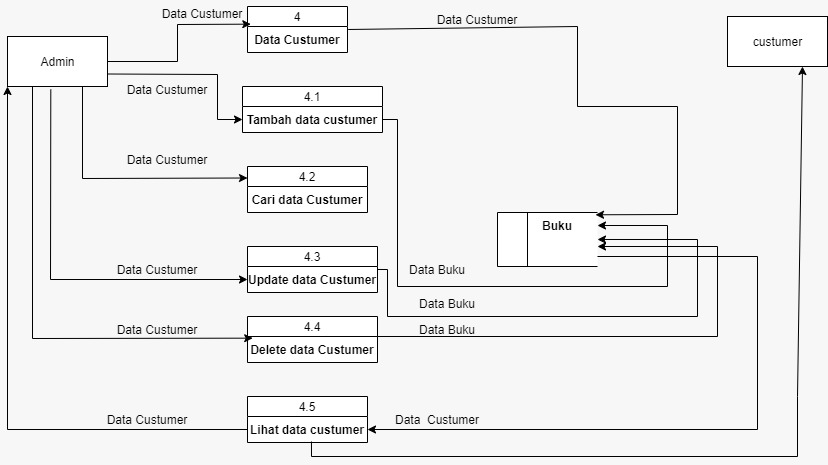 Data Custumer
4
Data Custumer
Data Custumer
custumer
Admin
Data Custumer
4.1
Tambah data custumer
Data Custumer
4.2
Cari data Custumer
Buku
Data Custumer
4.3
Update data Custumer
Data Buku
Data Buku
Data Custumer
4.4
Delete data Custumer
Data Buku
Data Custumer
4.5
Lihat data custumer
Data  Custumer